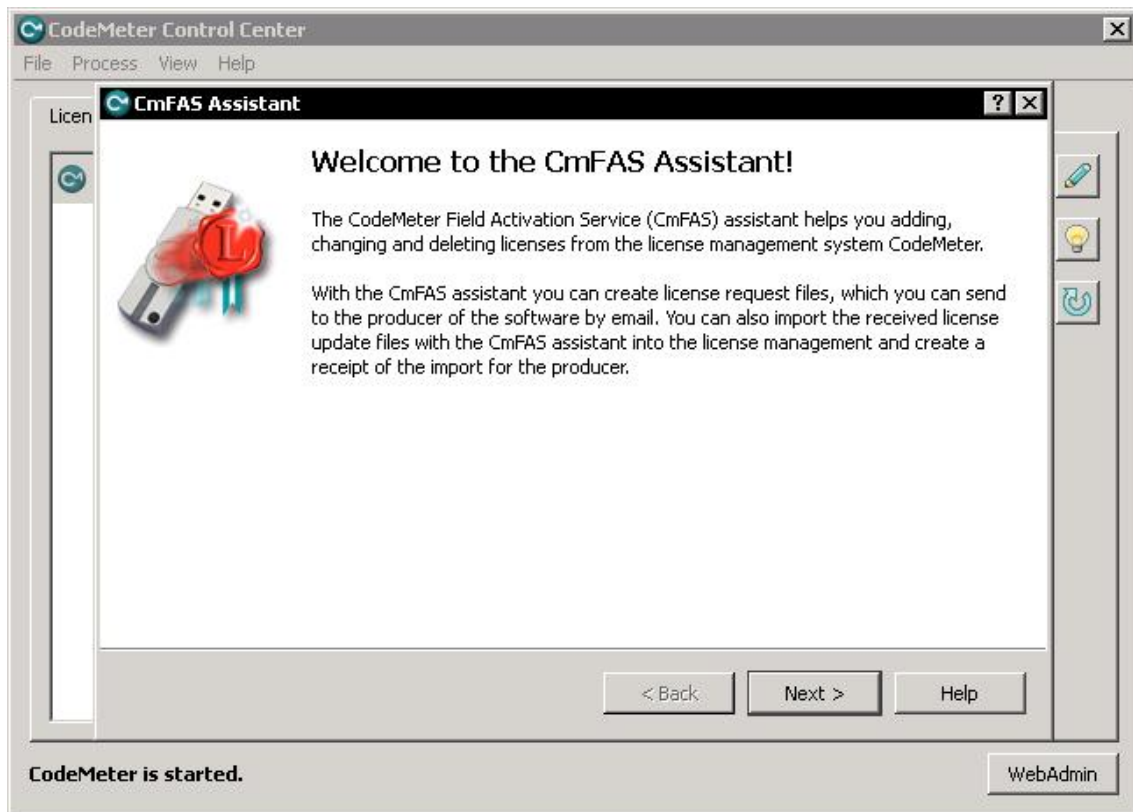 CodeMeter Control Center
File Process View Help
Licen
CmFAS Assistant
Welcome to the CmFAS Assistant!
The CodeMeter Field Activation Service (CmFAS) assistant helps you adding,
changing and deleting licenses from the license management system CodeMeter.
With the CmFAS assistant you can create license request files, which you can send
to the producer of the software by email. You can also import the received license
update files with the CmFAS assistant into the license management and create a
receipt of the import for the producer.
< Back Next > Help
CodeMeter is started. WebAdmin